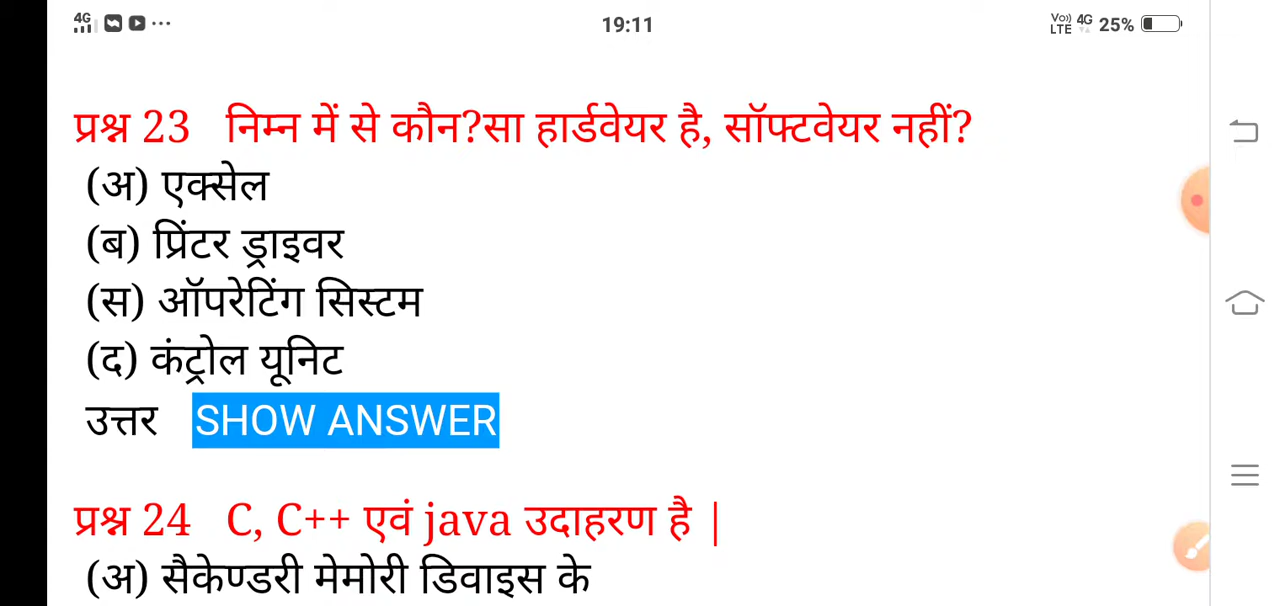 4G 19:11 Vo) LTE 4G 25%
प्रश्न 23 निम्न में से कौन?सा हार्डवेयर है, सॉफ्टवेयर नहीं?
(अ) एक्सेल
(ब) प्रिंटर ड्राइवर
(स) ऑपरेटिंग सिस्टम
(द) कंट्रोल यूनिट
उत्तर SHOW ANSWER
प्रश्न 24 C, C++ एवं java उदाहरण है |
(अ) सैकेण्डरी मेमोरी डिवाइस के